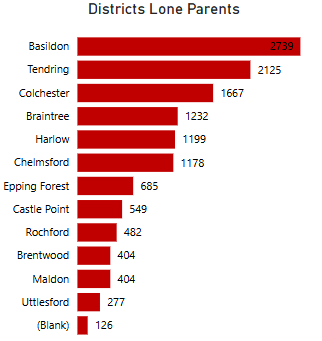 Districts Lone Parents
Basildon 2739
Tendring 2125
Colchester 1667
Braintree 1232
Harlow 1199
Chelmsford 1178
Epping Forest 685
Castle Point 549
Rochford 482
Brentwood 404
Maldon 404
Uttlesford 277
(Blank) 126